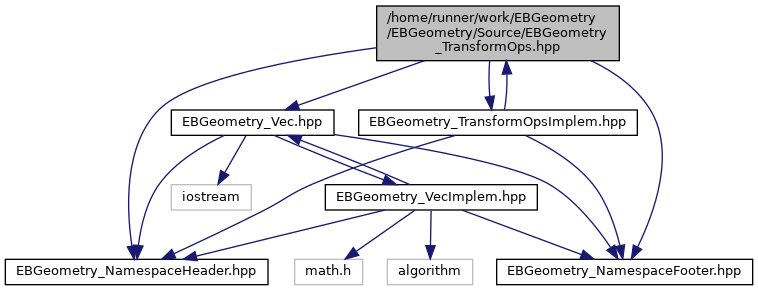 /home/runner/work/EBGeometry
/EBGeometry/Source/EBGeometry
_TransformOps.hpp
EBGeometry_Vec.hpp
EBGeometry_TransformOpsImplem.hpp
iostream
EBGeometry_VecImplem.hpp
EBGeometry_NamespaceHeader.hpp
math.h
algorithm
EBGeometry_NamespaceFooter.hpp